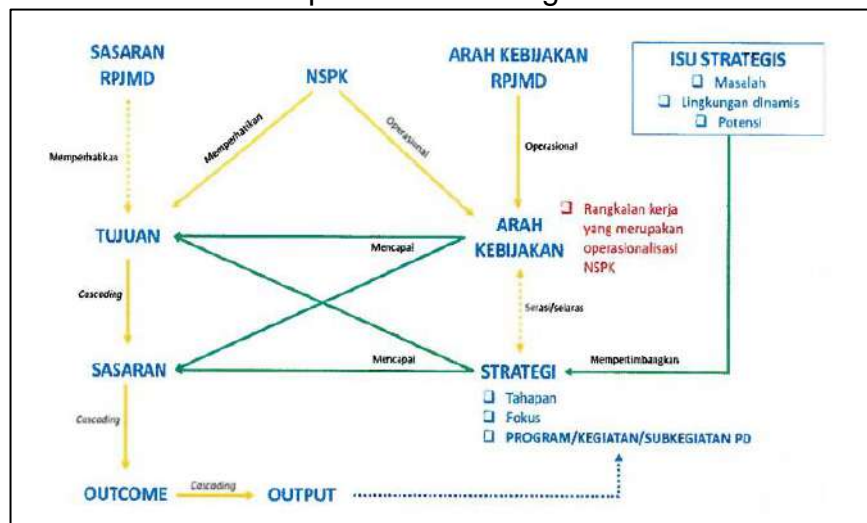 SASARAN
RPJMD
NSPK
ARAH KEBIJAKAN
RPJMD
ISU STRATEGIS
Masalah
Lingkungan dinamis
Potensi
Memperhatikan
Memperhatikan
Operasional
Operasional
TUJUAN
Mencapai
ARAH
KEBIJAKAN
Rangkaian kerja
yang merupakan
operasionalisasi
NSPK
Cascading
Serasi/selaras
SASARAN
Mencapai
STRATEGI
Mempertimbangkan
Tahapan
Fokus
PROGRAM/KEGIATAN/SUBKEGIATAN PD
Cascading
OUTCOME
Cascading
OUTPUT